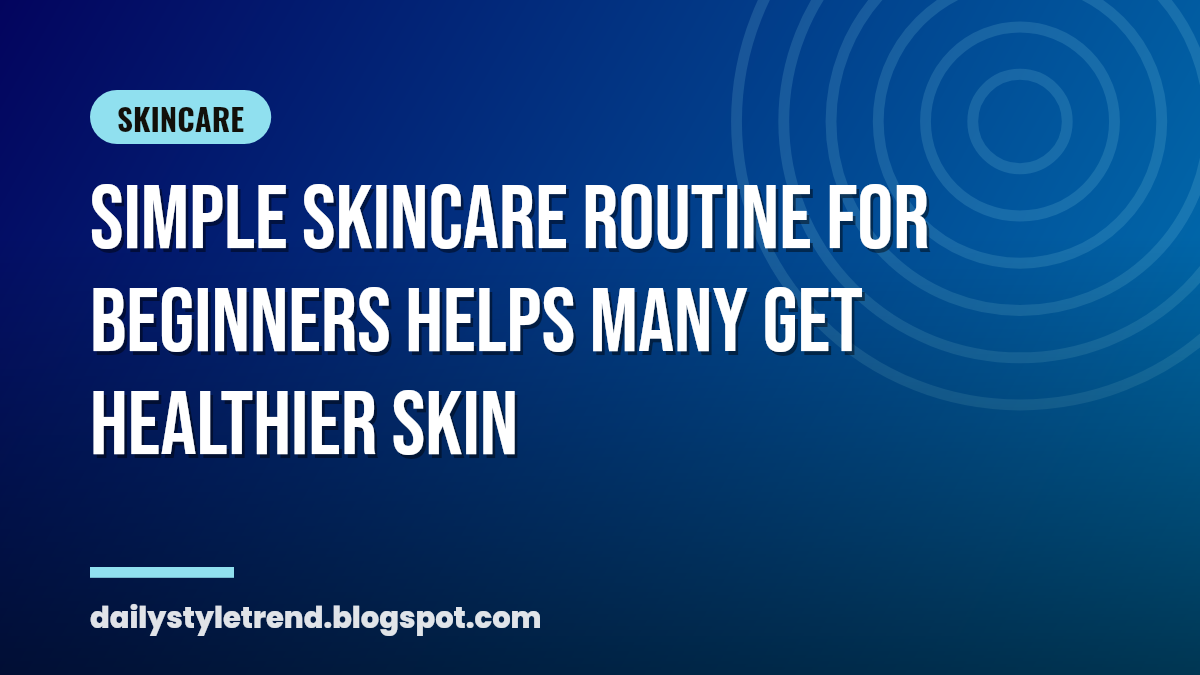 SKINCARE
SIMPLE SKINCARE ROUTINE FOR
BEGINNERS HELPS MANY GET
HEALTHIER SKIN
dailystyletrend.blogspot.com